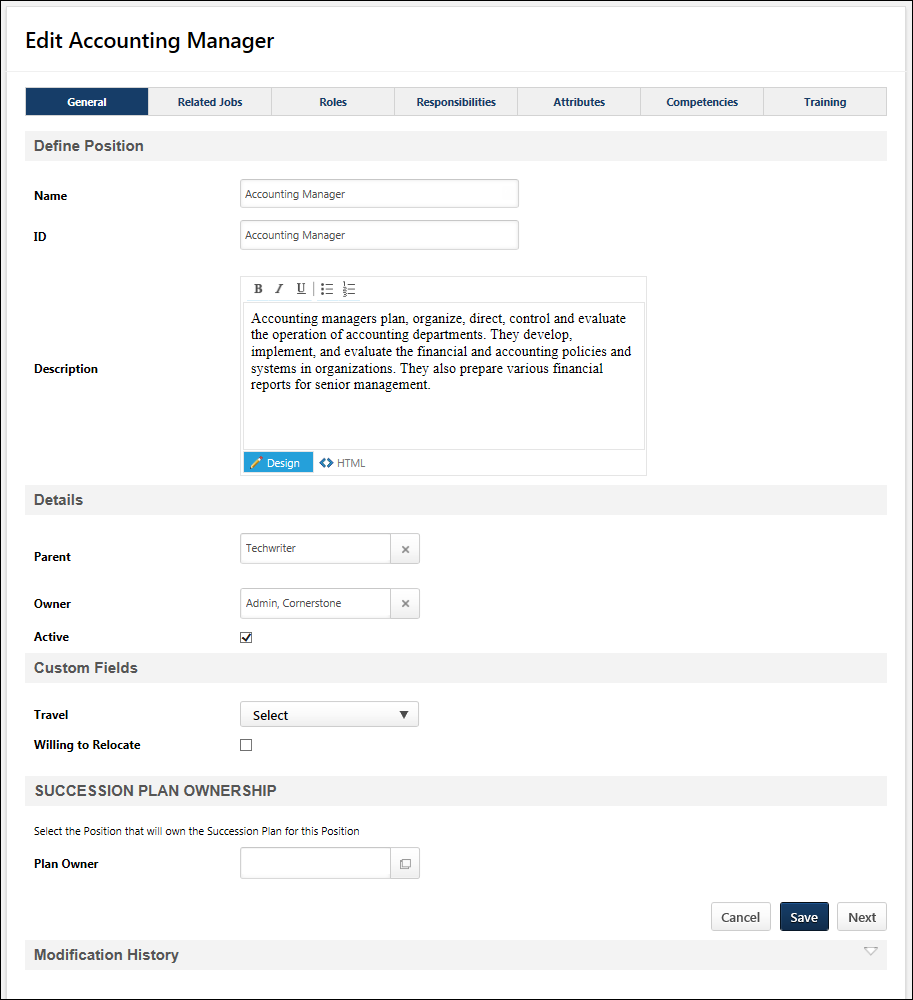 Edit Accounting Manager
General Related Jobs Roles Responsibilities Attributes Competencies Training
Define Position
Name Accounting Manager
ID Accounting Manager
B I U
Description
Accounting managers plan, organize, direct, control and evaluate
the operation of accounting departments. They develop,
implement, and evaluate the financial and accounting policies and
systems in organizations. They also prepare various financial
reports for senior management.
Design HTML
Details
Parent Techwriter
Owner Admin, Cornerstone
Active
Custom Fields
Travel Select
Willing to Relocate
SUCCESSION PLAN OWNERSHIP
Select the Position that will own the Succession Plan for this Position
Plan Owner
Cancel Save Next
Modification History